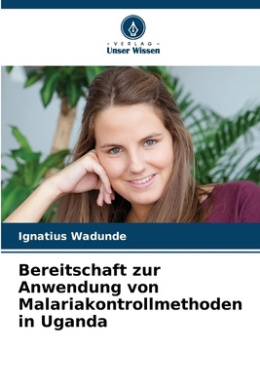 VERLAG
Unser Wissen
Ignatius Wadunde
Bereitschaft zur
Anwendung von
Malariakontrollmethoden
in Uganda